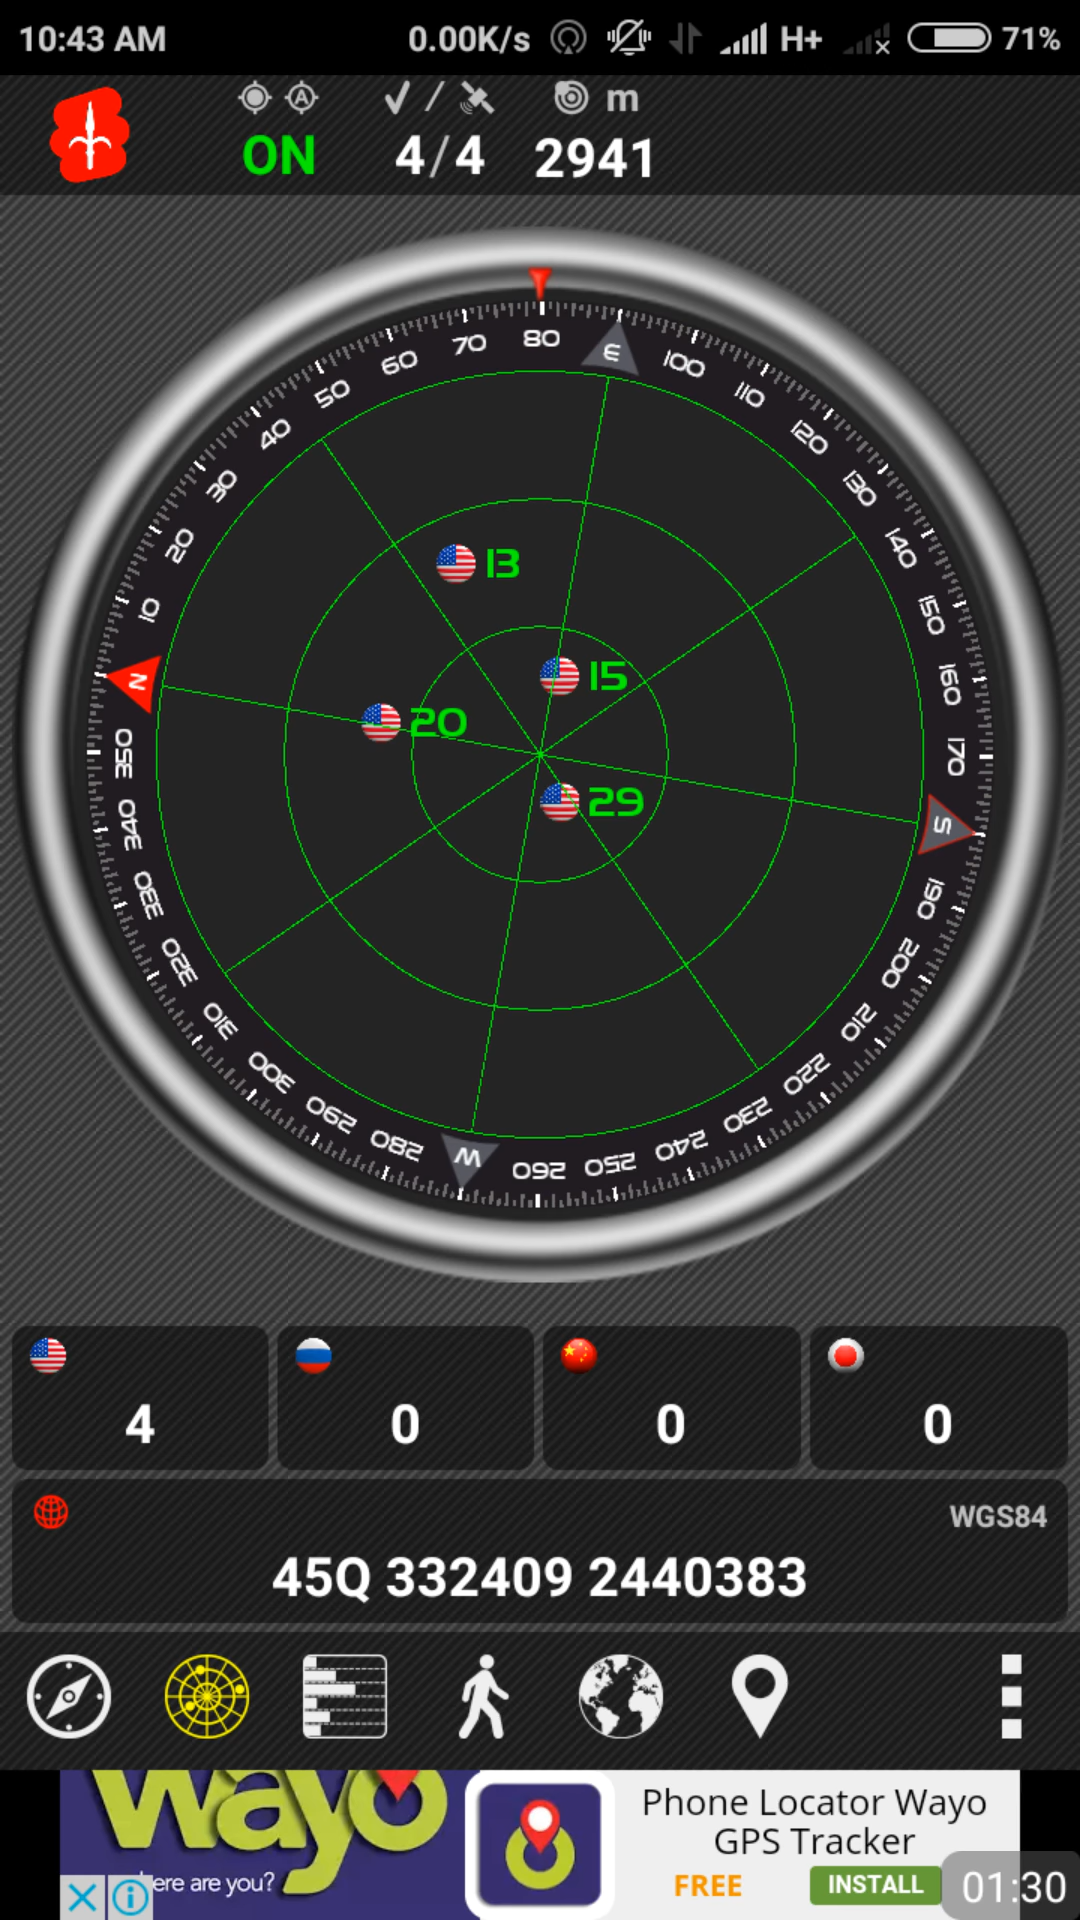 10:43 AM 0.00K/s H+ 71%
A / m
ON 4/4 2941
80
70 E 100
60 110
50 120
40 130
30 140
20 150
10 160
N 170
350 S
340 190
330 200
320 210
310 220
300 230
290 240
280 W 260 250
13
15
20
29
4 0 0 0
WGS84
45Q 332409 2440383
wayo
here are you?
Phone Locator Wayo
GPS Tracker
FREE INSTALL 01:30